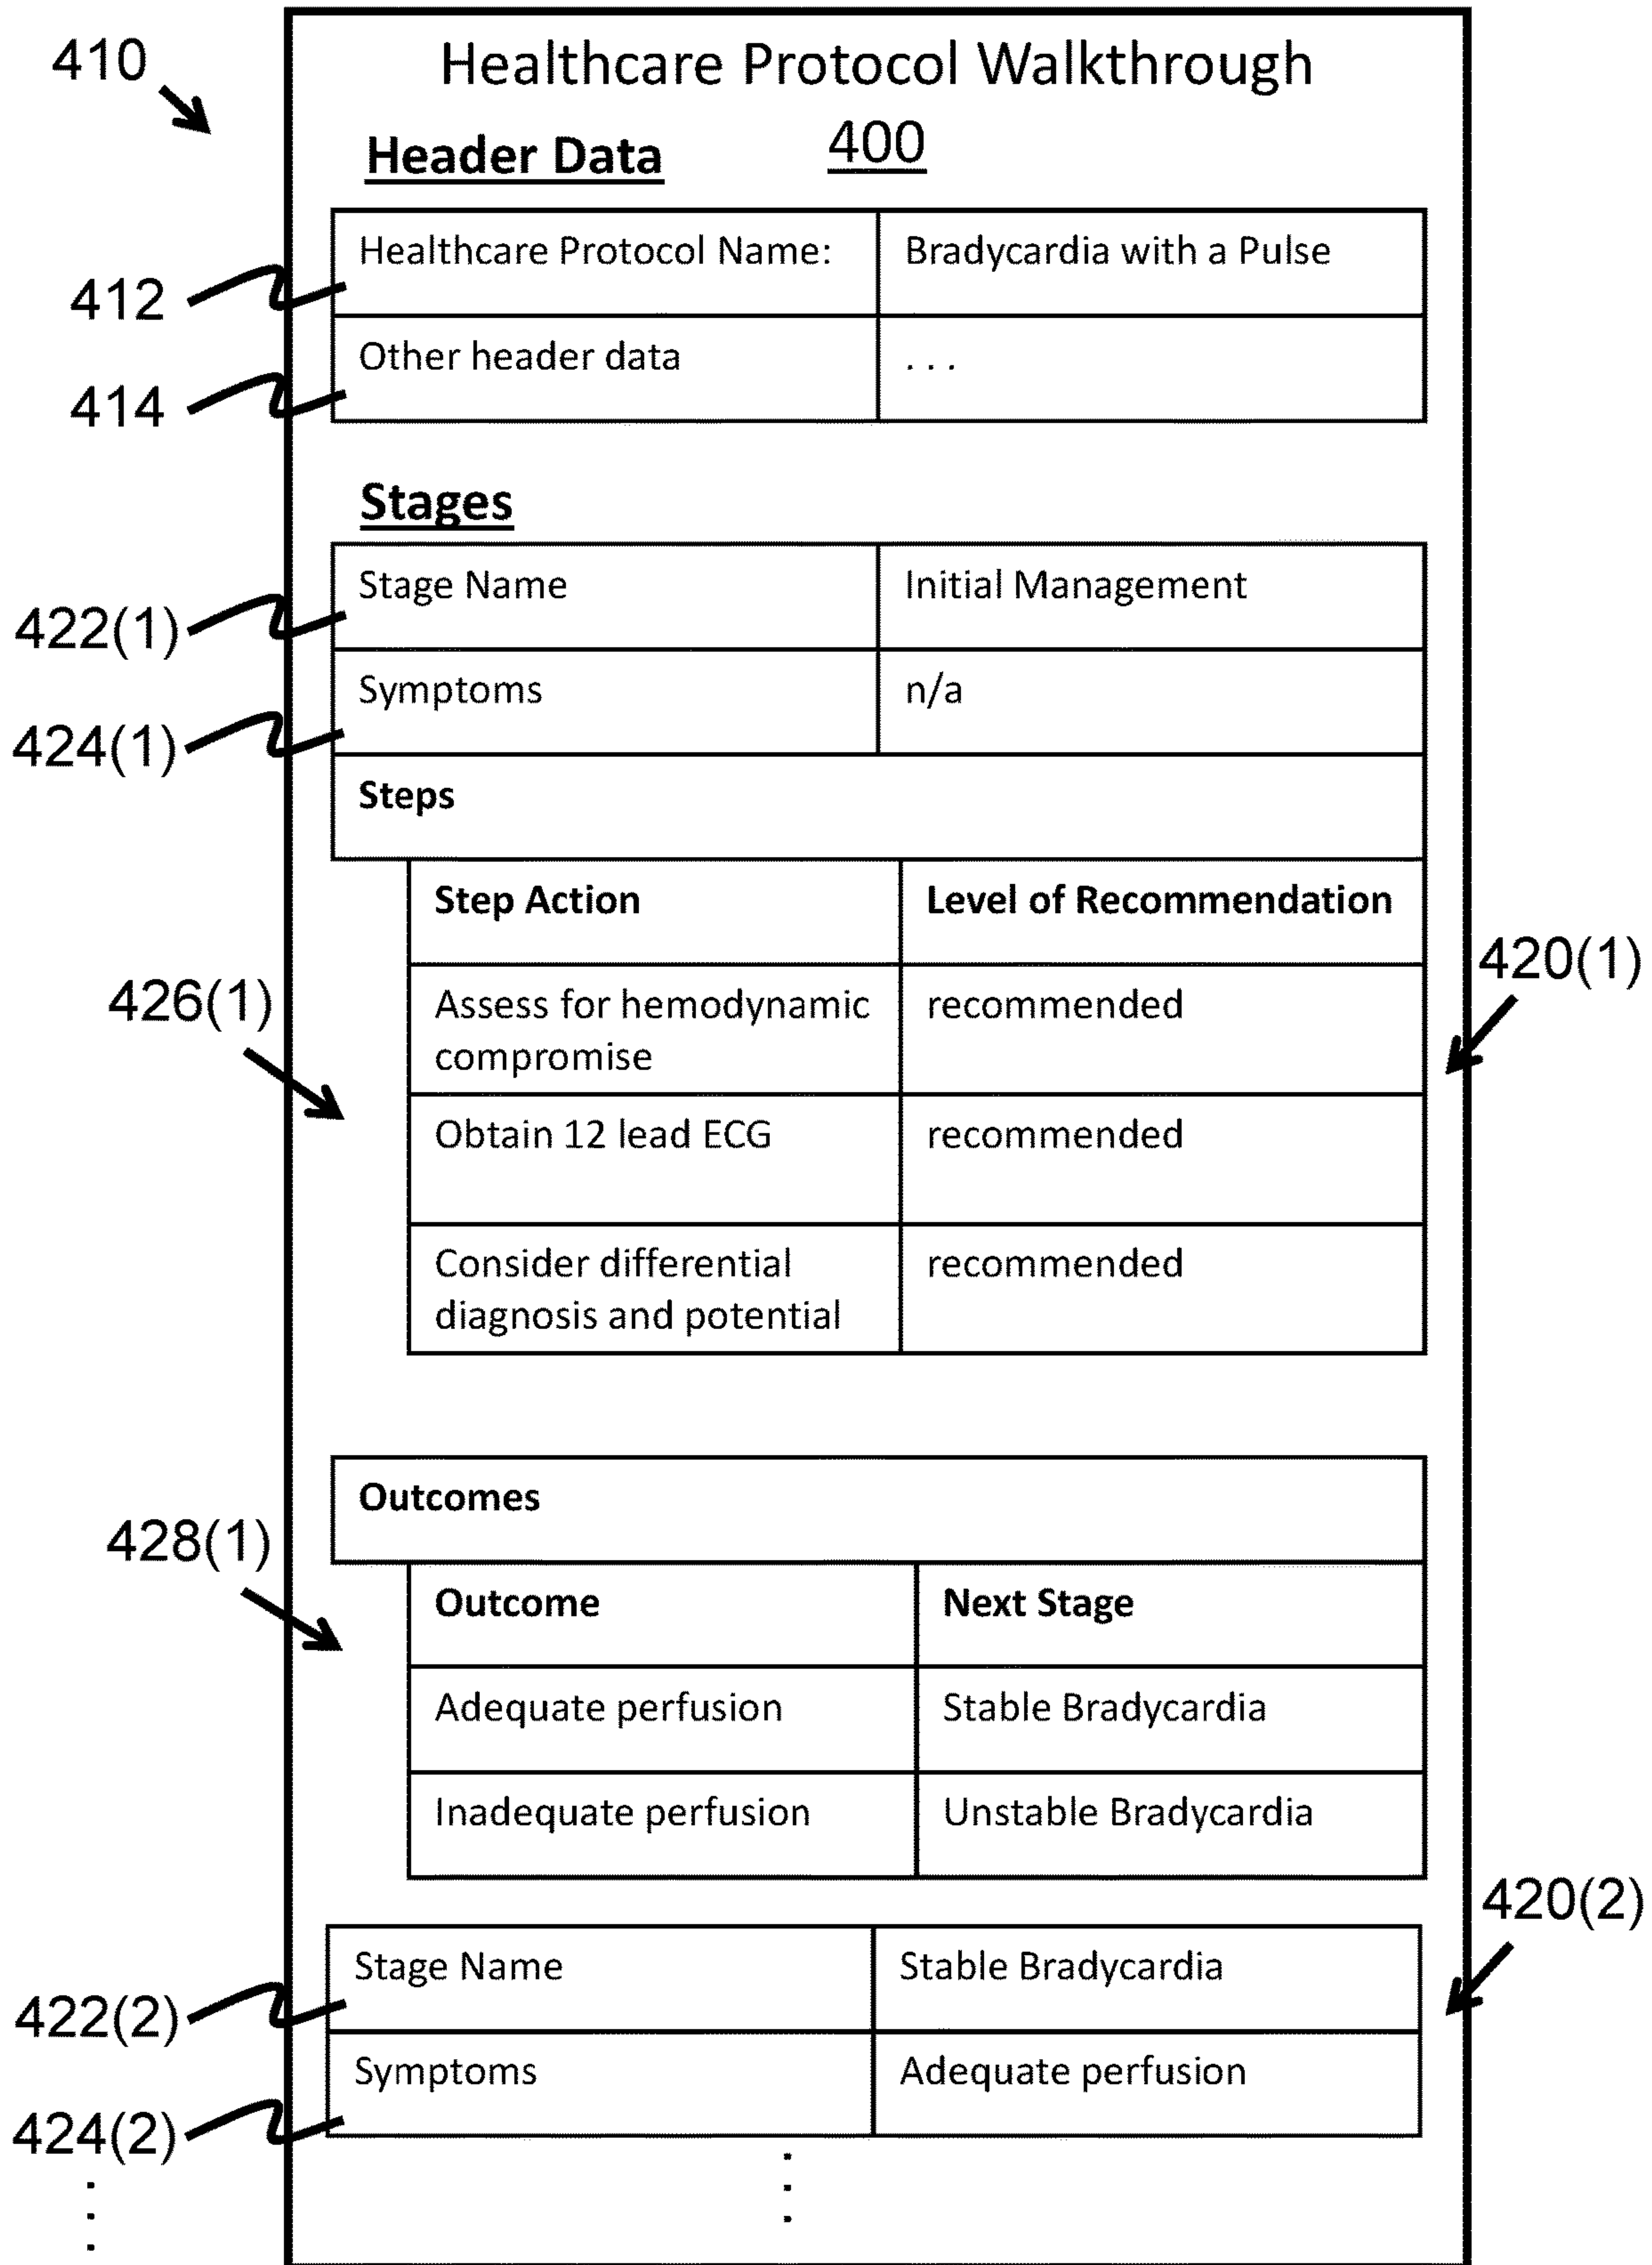 410
Healthcare Protocol Walkthrough
Header Data 400
Healthcare Protocol Name: Bradycardia with a Pulse
412
Other header data . . .
414
Stages
Stage Name Initial Management
422(1)
Symptoms n/a
424(1)
Steps
Step Action Level of Recommendation
420(1)
426(1)
Assess for hemodynamic recommended
compromise
Obtain 12 lead ECG recommended
Consider differential recommended
diagnosis and potential
Outcomes
428(1)
Outcome Next Stage
Adequate perfusion Stable Bradycardia
Inadequate perfusion Unstable Bradycardia
420(2)
Stage Name Stable Bradycardia
422(2)
Symptoms Adequate perfusion
424(2)